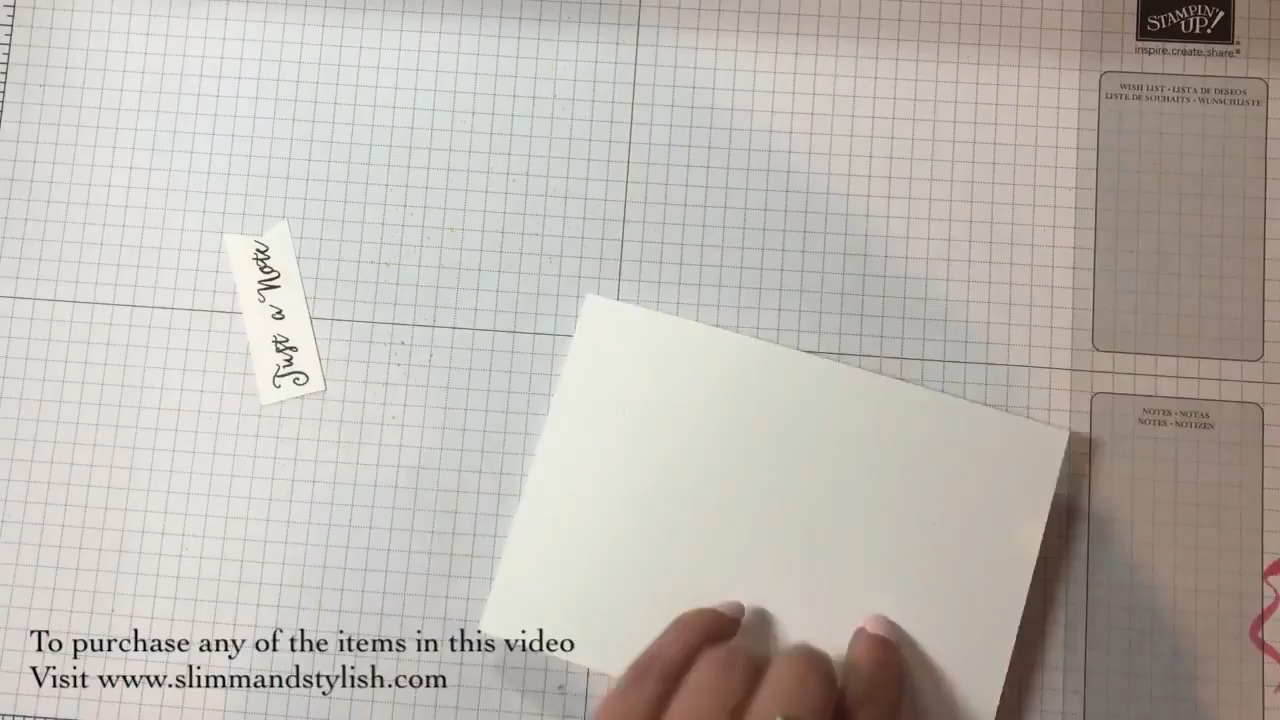 STAMPIN' UP!®
inspire.create.share.®
WISH LIST • LISTA DE DESEOS
LISTE DE SOUHAITS • WUNSCHLISTE
Just a Note
NOTES • NOTAS
NOTES • NOTIZEN
To purchase any of the items in this video
Visit www.slimmandstylish.com